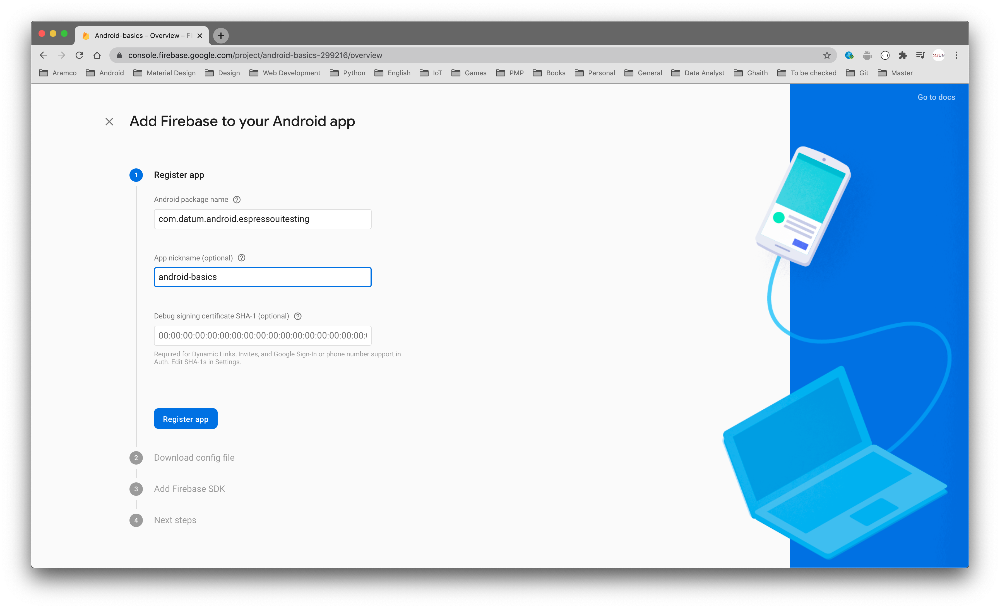 Android-basics – Overview – Fi
console.firebase.google.com/project/android-basics-299216/overview
DATUM
Aramco Android Material Design Design Web Development Python English IoT Games PMP Books Personal General Data Analyst Ghaith To be checked Git Master
Go to docs
Add Firebase to your Android app
1 Register app
Android package name ?
com.datum.android.espressouitesting
App nickname (optional) ?
android-basics
Debug signing certificate SHA-1 (optional) ?
00:00:00:00:00:00:00:00:00:00:00:00:00:00:00:00:00:
Required for Dynamic Links, Invites, and Google Sign-In or phone number support in
Auth. Edit SHA-1s in Settings.
Register app
2 Download config file
3 Add Firebase SDK
4 Next steps